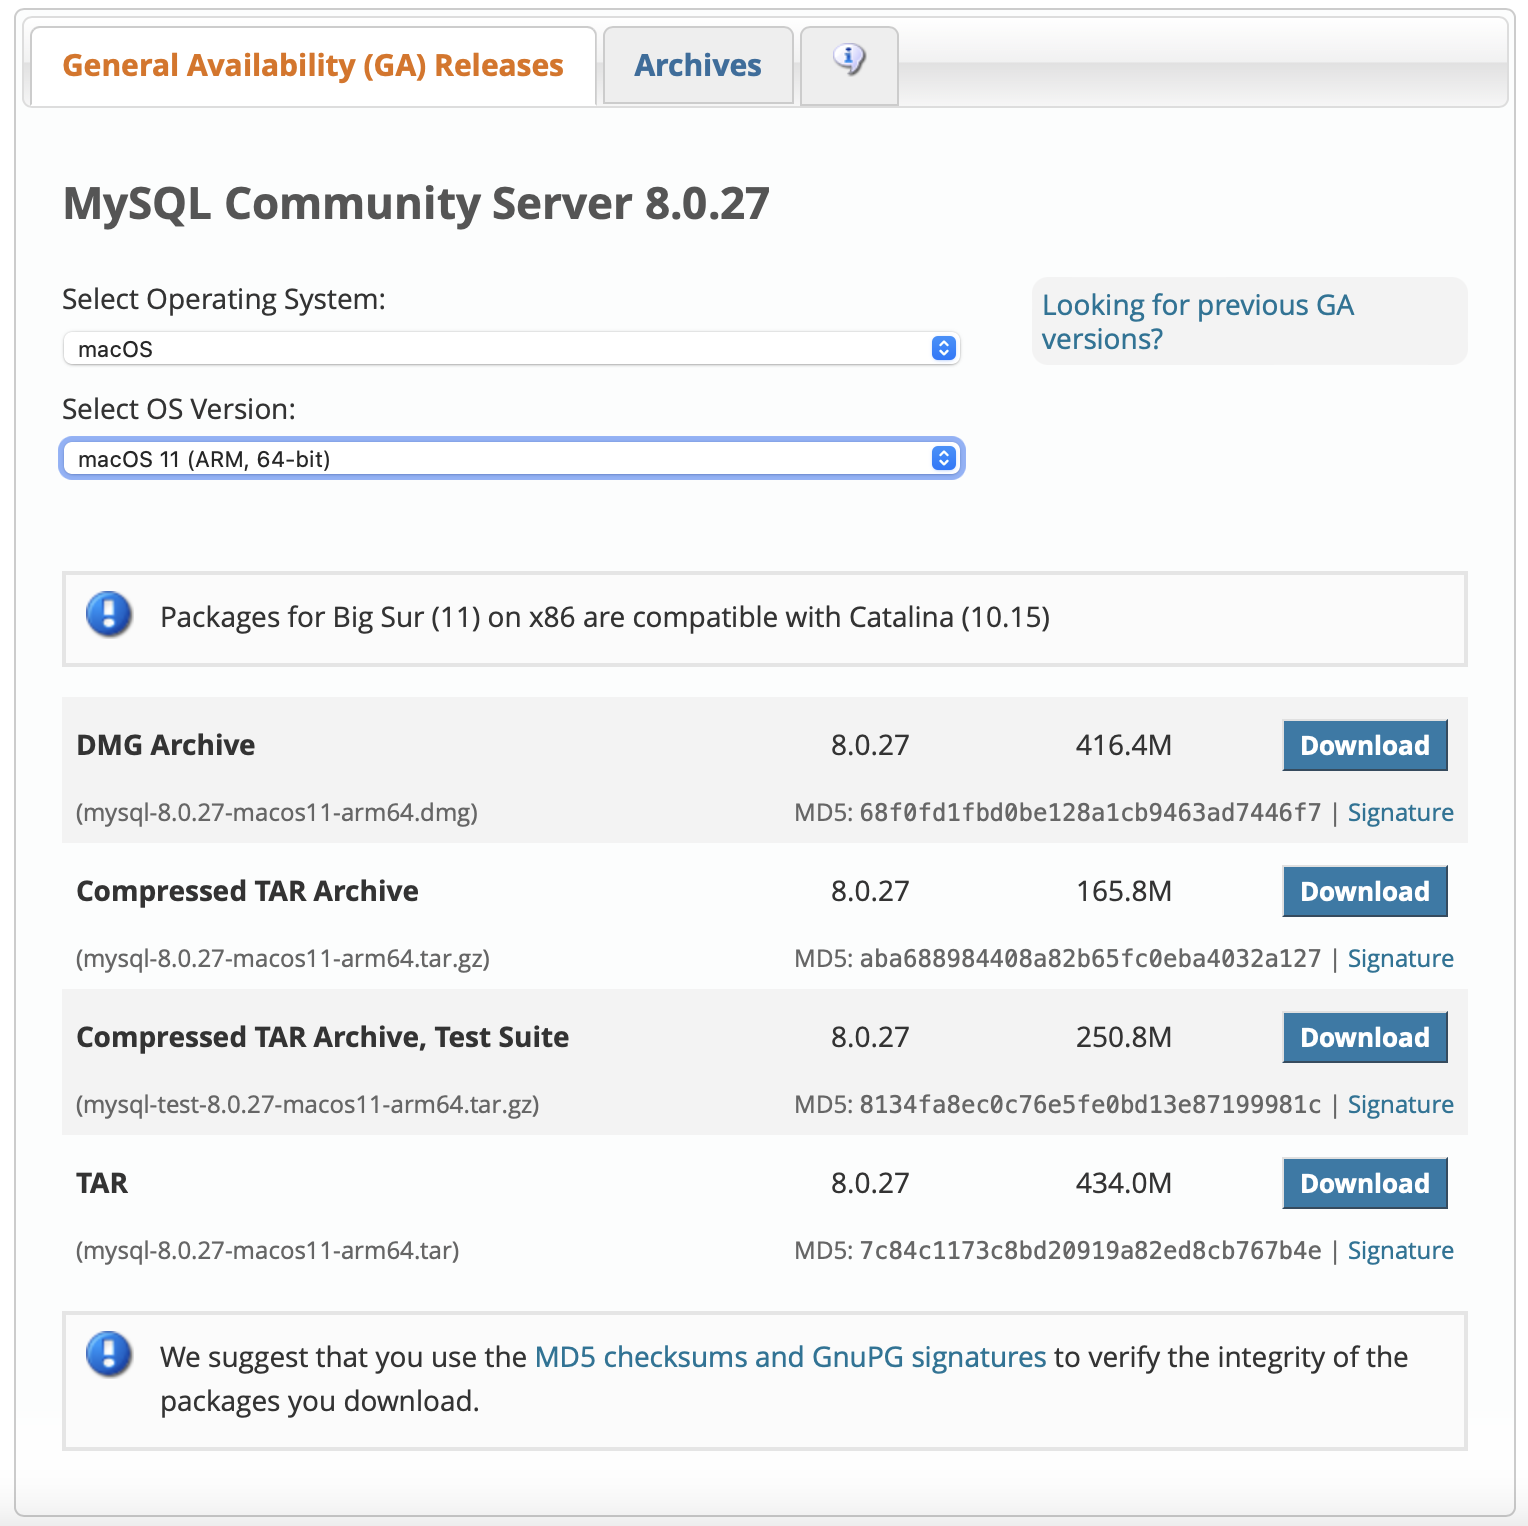 General Availability (GA) Releases
Archives
MySQL Community Server 8.0.27
Select Operating System:
macOS
Looking for previous GA
versions?
Select OS Version:
macOS 11 (ARM, 64-bit)
Packages for Big Sur (11) on x86 are compatible with Catalina (10.15)
DMG Archive 8.0.27 416.4M Download
(mysql-8.0.27-macos11-arm64.dmg) MD5: 68f0fd1fbd0be128a1cb9463ad7446f7 | Signature
Compressed TAR Archive 8.0.27 165.8M Download
(mysql-8.0.27-macos11-arm64.tar.gz) MD5: aba688984408a82b65fc0eba4032a127 | Signature
Compressed TAR Archive, Test Suite 8.0.27 250.8M Download
(mysql-test-8.0.27-macos11-arm64.tar.gz) MD5: 8134fa8ec0c76e5fe0bd13e87199981c | Signature
TAR 8.0.27 434.0M Download
(mysql-8.0.27-macos11-arm64.tar) MD5: 7c84c1173c8bd20919a82ed8cb767b4e | Signature
We suggest that you use the MD5 checksums and GnuPG signatures to verify the integrity of the
packages you download.